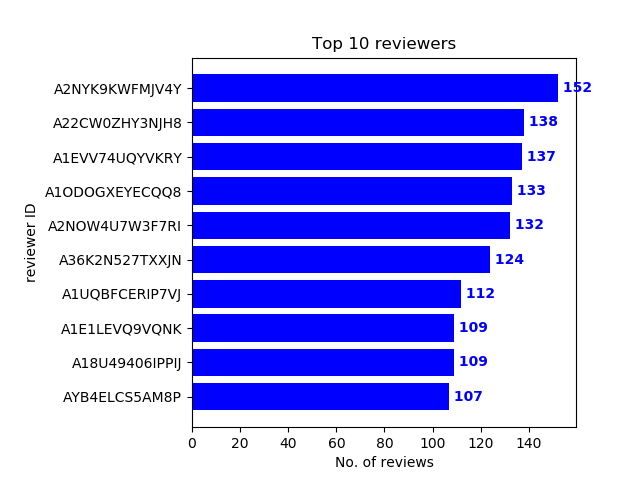 Top 10 reviewers
A2NYK9KWFMJV4Y 152
A22CW0ZHY3NJH8 138
A1EVV74UQYVKRY 137
A1ODOGXEYECQQ8 133
A2NOW4U7W3F7RI 132
A36K2N527TXXJN 124
A1UQBFCERIP7VJ 112
A1E1LEVQ9VQNK 109
A18U49406IPPIJ 109
AYB4ELCS5AM8P 107
reviewer ID
0 20 40 60 80 100 120 140
No. of reviews